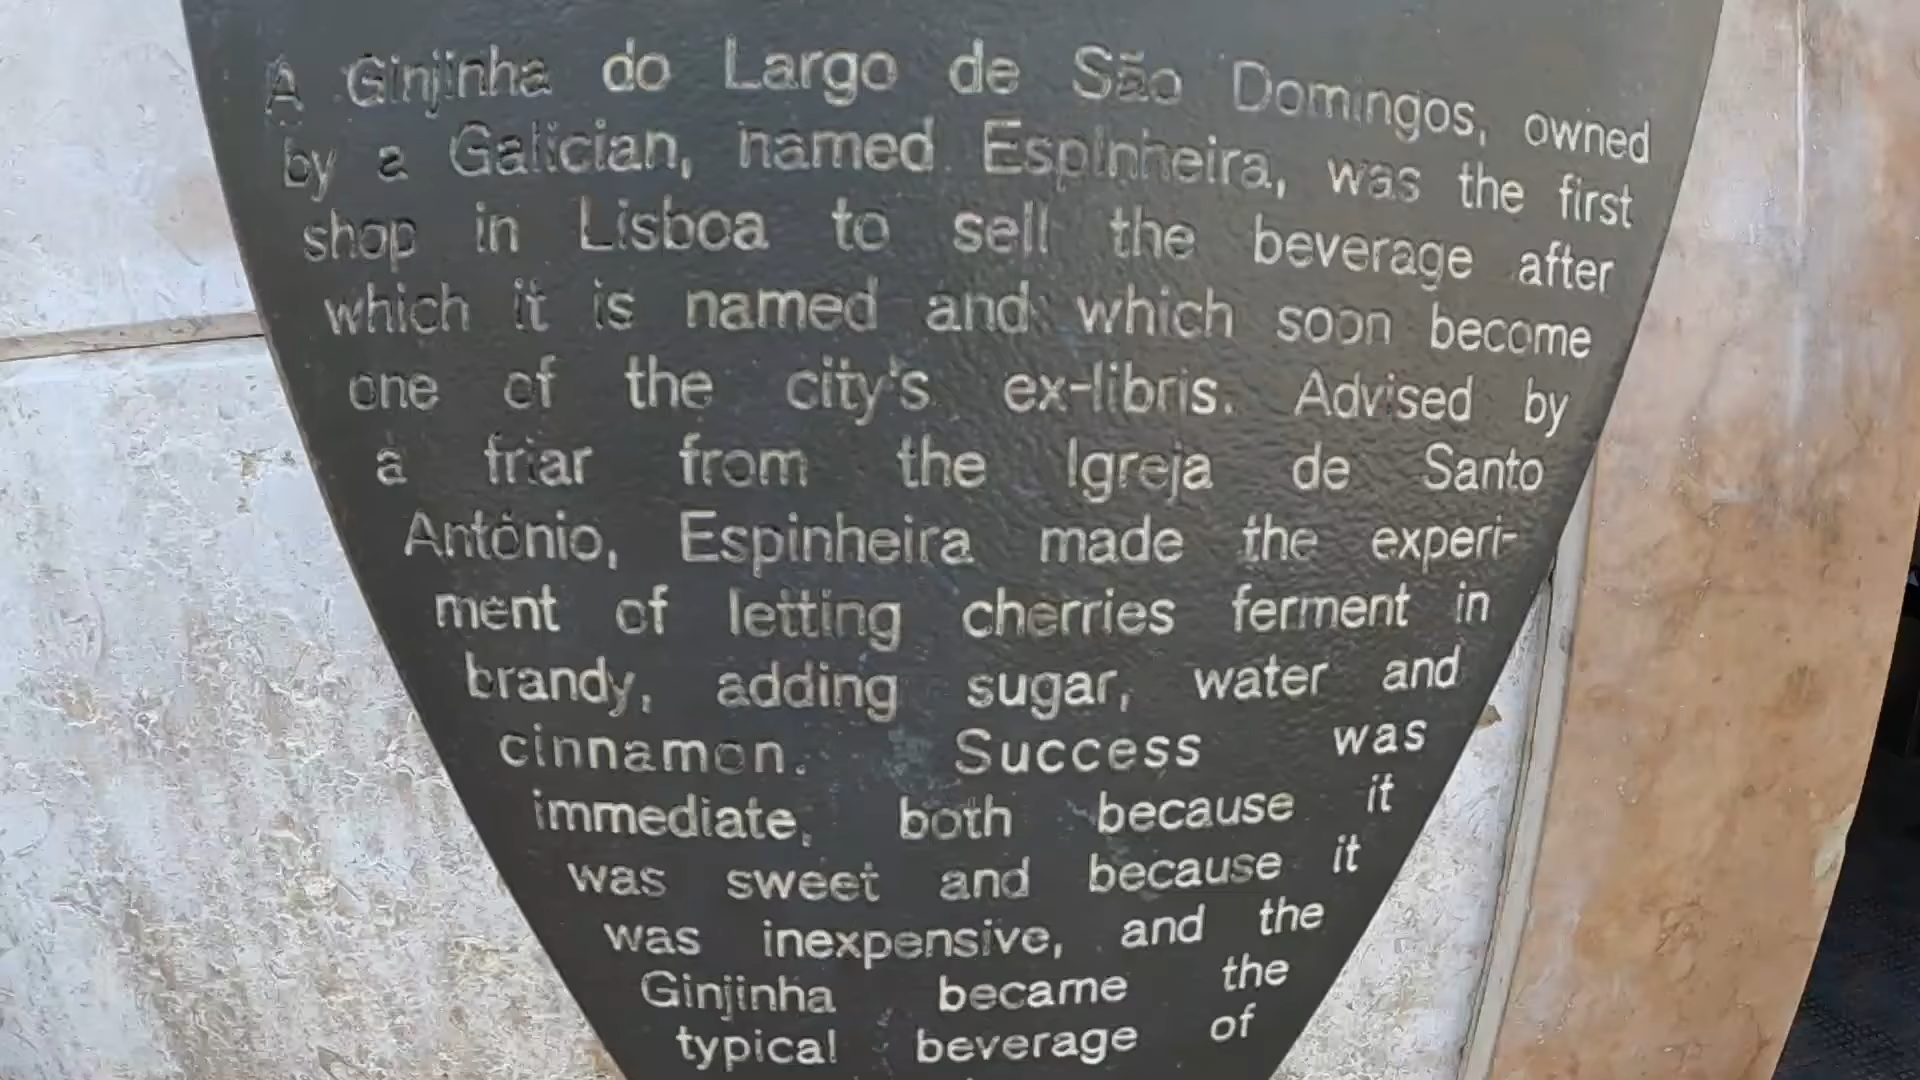 A Ginjinha do Largo de São Domingos, owned
by a Galician, named Espinheira, was the first
shop in Lisboa to sell the beverage after
which it is named and which soon become
one of the city's ex-libris. Advised by
a friar from the Igreja de Santo
António, Espinheira made the experi-
ment of letting cherries ferment in
brandy, adding sugar, water and
cinnamon. Success was
immediate, both because it
was sweet and because it
was inexpensive, and the
Ginjinha became the
typical beverage of